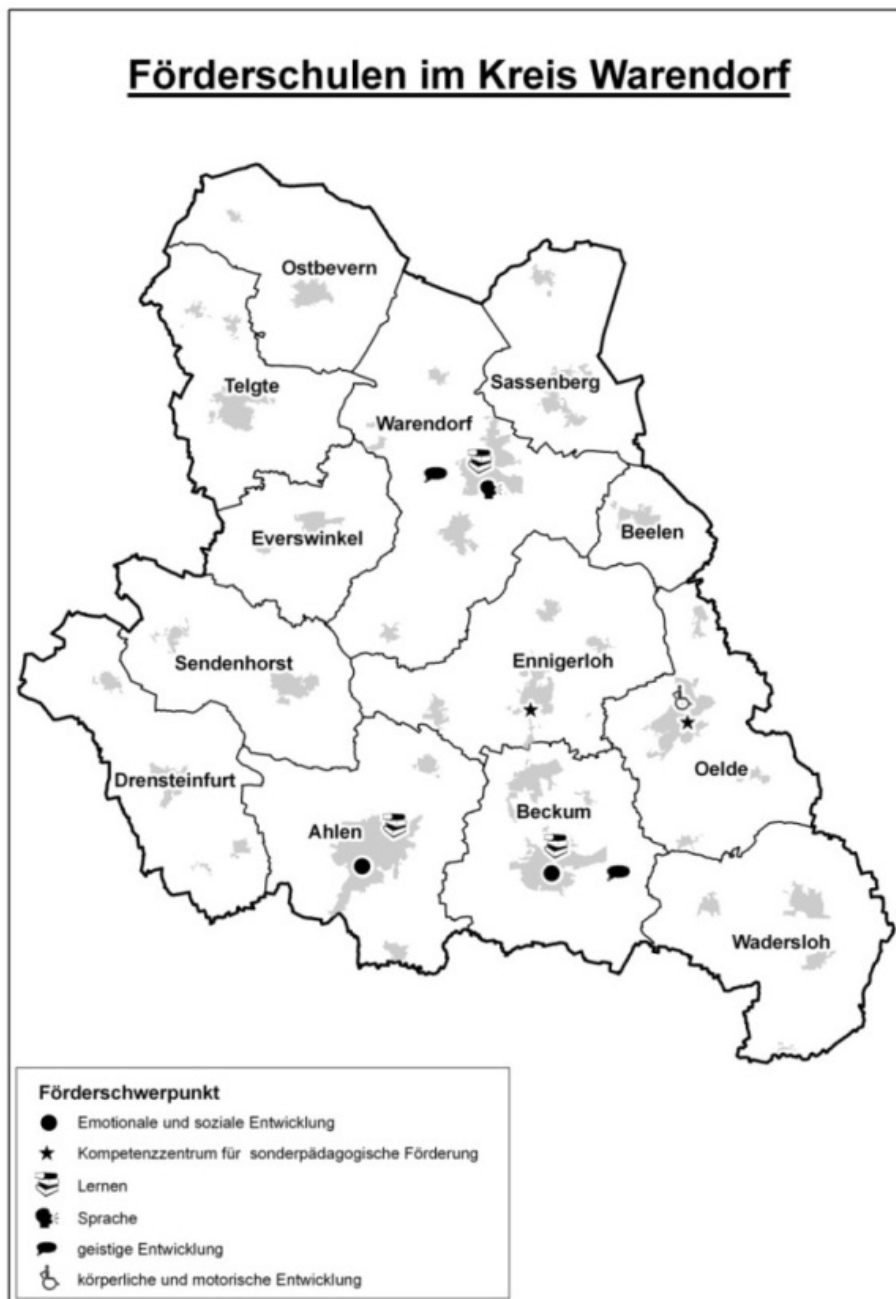 Förderschulen im Kreis Warendorf
Ostbevern
Telgte
Sassenberg
Warendorf
Everswinkel
Beelen
Sendenhorst
Ennigerloh
Drensteinfurt
Oelde
Ahlen
Beckum
Wadersloh
Förderschwerpunkt
Emotionale und soziale Entwicklung
Kompetenzzentrum für sonderpädagogische Förderung
Lernen
Sprache
geistige Entwicklung
körperliche und motorische Entwicklung